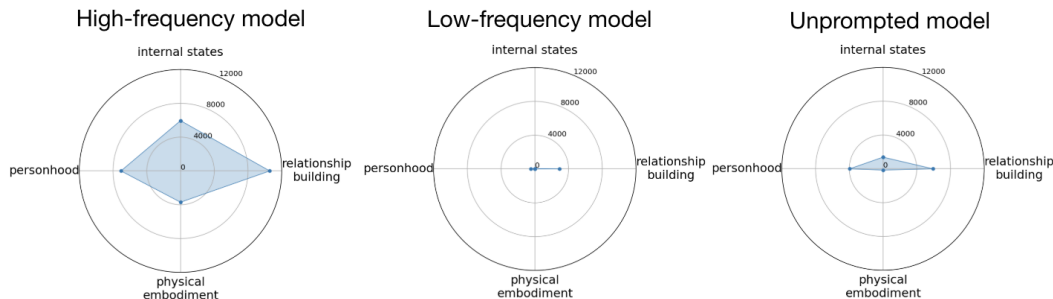 High-frequency model
internal states
12000
8000
4000
0
personhood
relationship
building
physical
embodiment
Low-frequency model
internal states
12000
8000
4000
0
personhood
relationship
building
physical
embodiment
Unprompted model
internal states
12000
8000
4000
0
personhood
relationship
building
physical
embodiment